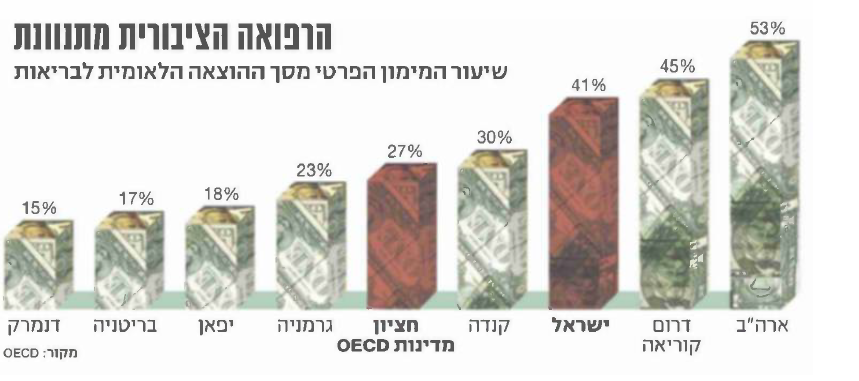 הרפואה הציבורית מתנוונת
שיעור המימון הפרטי מסך ההוצאה הלאומית לבריאות
53%
45%
41%
30%
27%
23%
18%
17%
15%
ארה"ב
דרום
קוריאה
ישראל
קנדה
חציון
מדינות OECD
גרמניה
יפאן
בריטניה
דנמרק
מקור: OECD